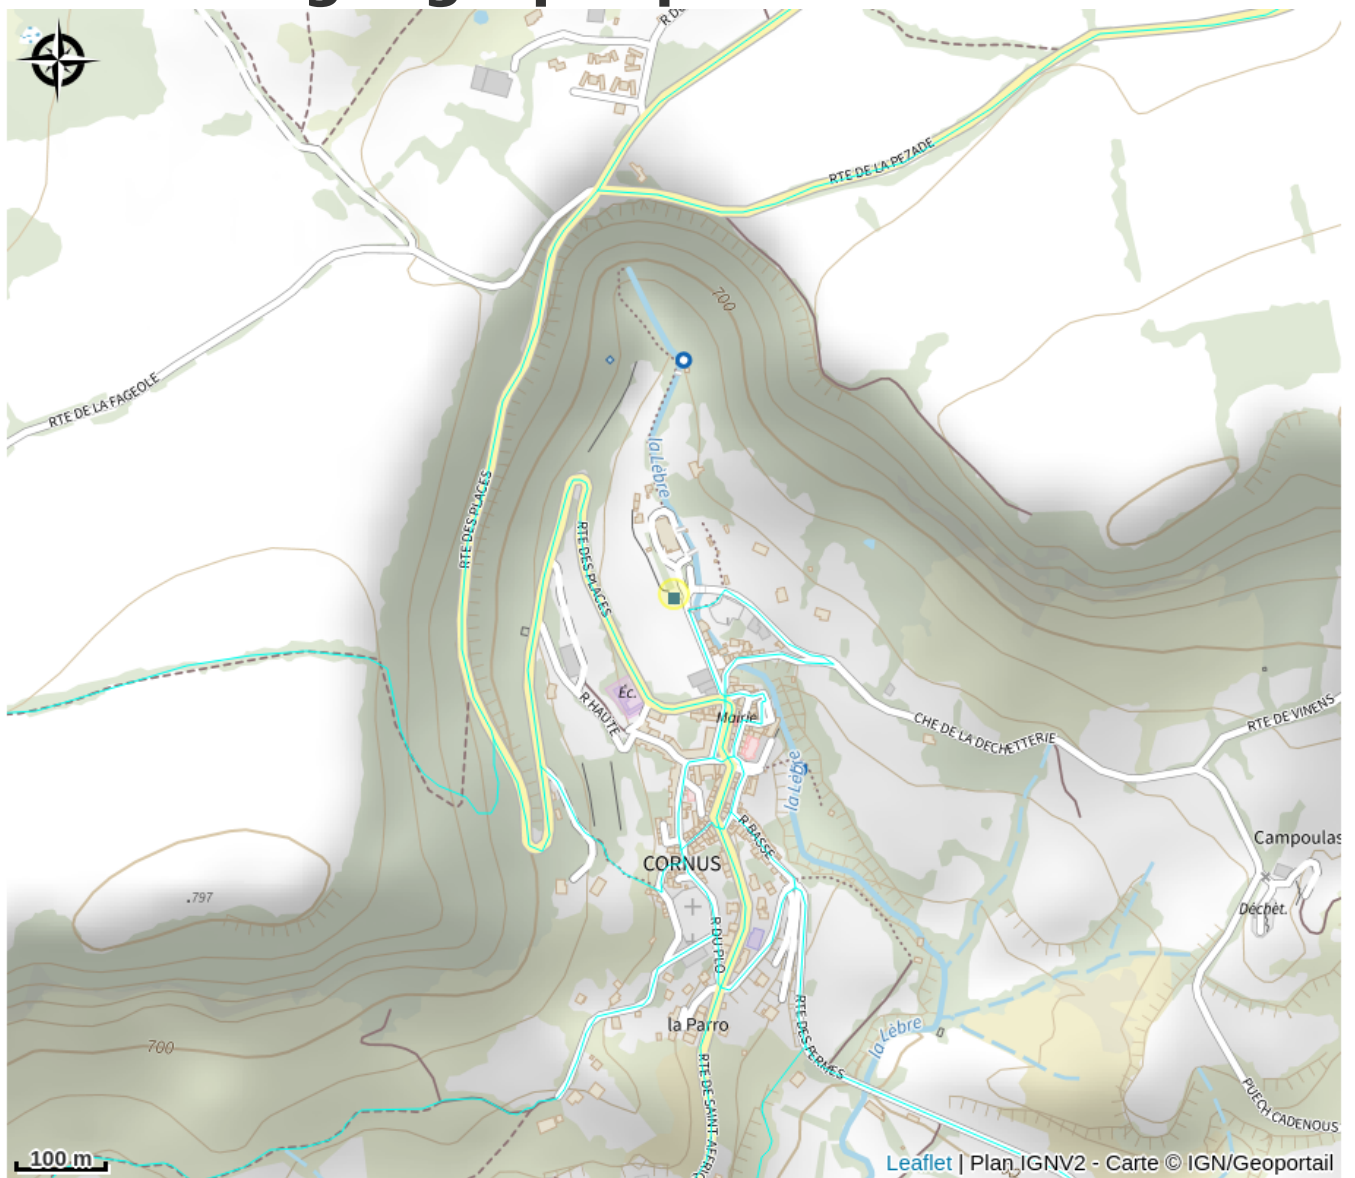 RTE DE LA PEZADE
700
RTE DE LA FAGEOLE
la Lèbre
RTE DES PLACES
RTE DES PLACES
Éc.
R HAUTE
Mairie
CHE DE LA DECHETTERIE
RTE DE VINENS
la Lèbre
R BASSE
CORNUS
Campoulas
797
Déchèt.
R DU PLO
la Parro
RTE DES FERMES
la Lèbre
700
RTE DE SAINT-AFFRIQ
PUECH CADENOUS
100 m
Leaflet | Plan IGNV2 - Carte © IGN/Geoportail